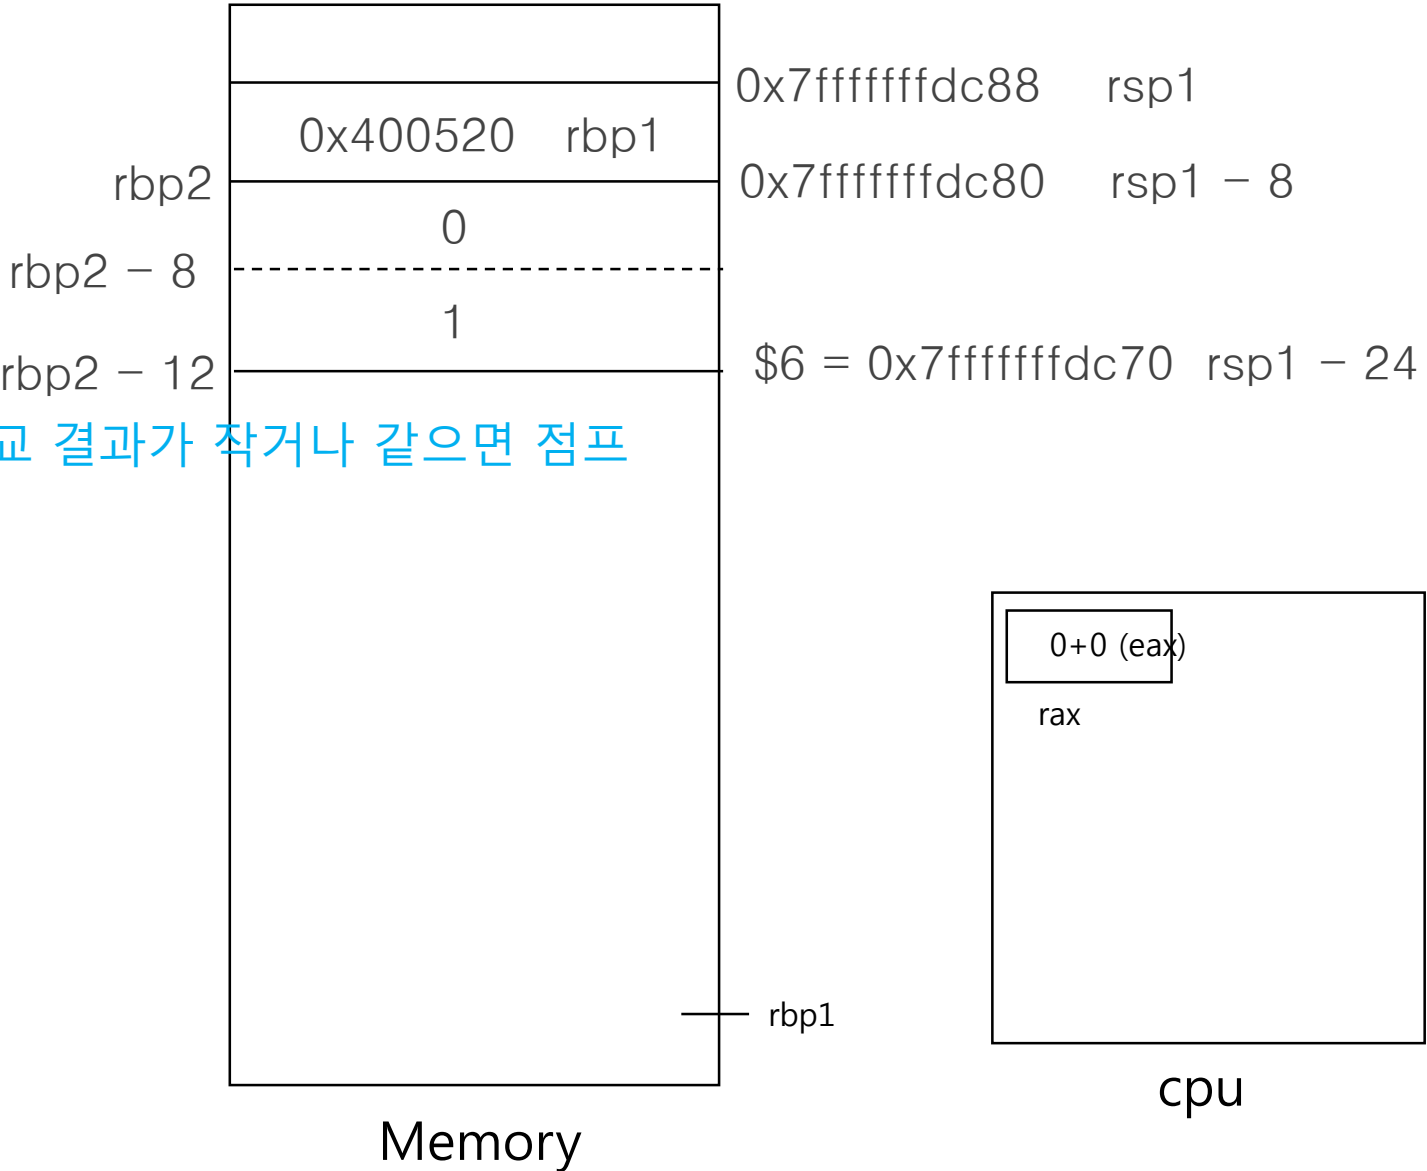 0x7fffffffdc88 rsp1
0x400520 rbp1
rbp2
0x7fffffffdc80 rsp1 - 8
0
rbp2 - 8
1
rbp2 - 12
$6 = 0x7fffffffdc70 rsp1 - 24
교 결과가 작거나 같으면 점프
0+0 (eax)
rax
rbp1
cpu
Memory